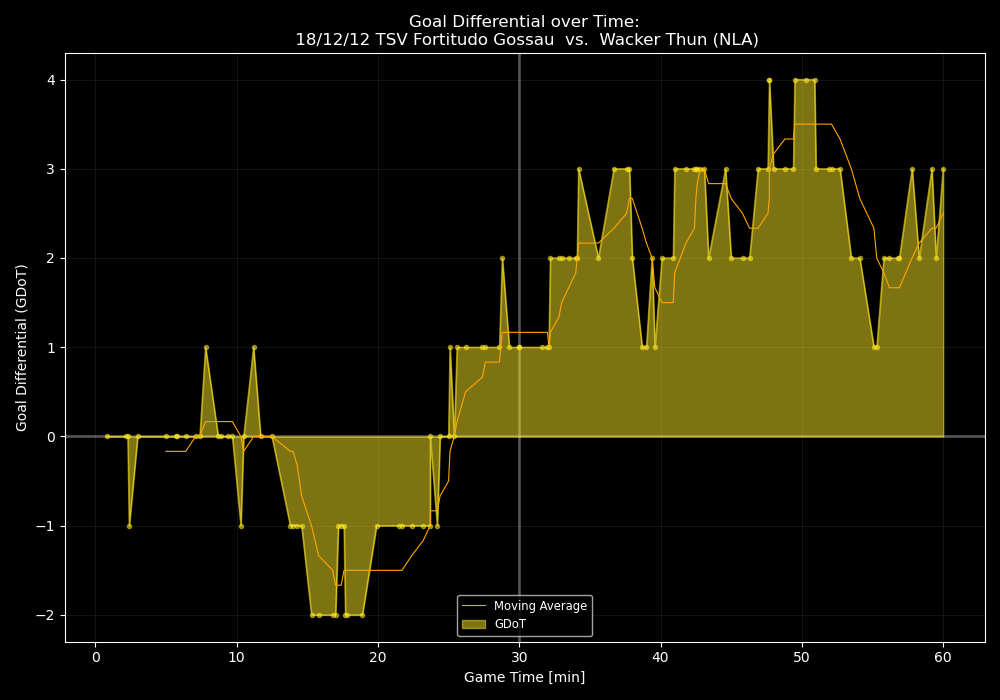 Goal Differential over Time:
18/12/12 TSV Fortitudo Gossau vs. Wacker Thun (NLA)
Goal Differential (GDoT)
4
3
2
1
0
−1
−2
Moving Average
GDoT
0 10 20 30 40 50 60
Game Time [min]